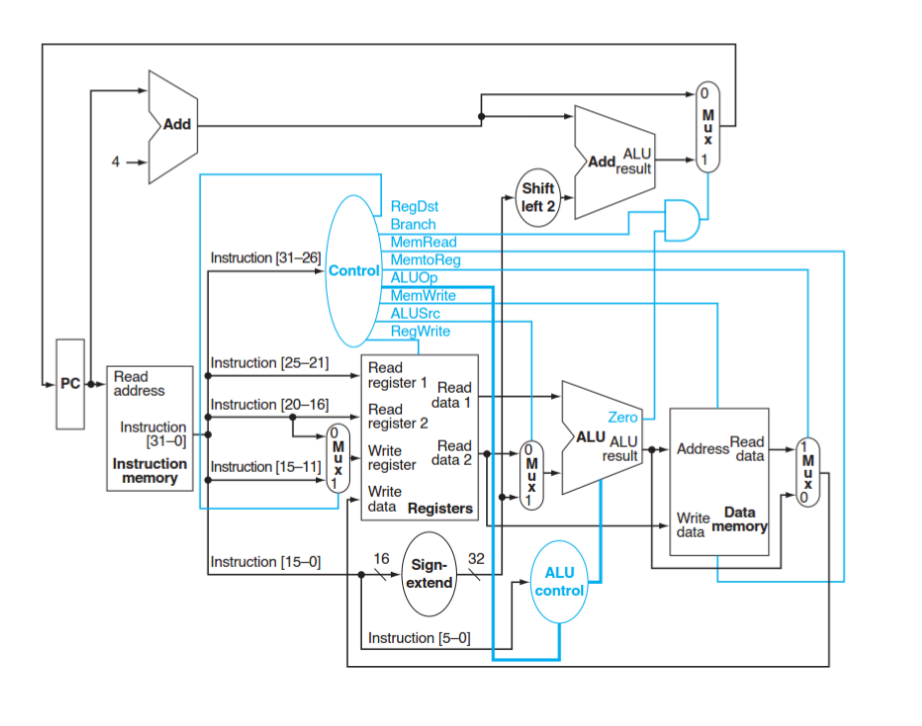 0
M
u
x
1
Add
4
Add ALU
result
Shift
left 2
RegDst
Branch
MemRead
MemtoReg
ALUOp
MemWrite
ALUSrc
RegWrite
Instruction [31–26]
Control
PC
Read
address
Instruction
[31–0]
Instruction
memory
Instruction [25–21]
Instruction [20–16]
Instruction [15–11]
0
M
u
x
1
Read
register 1
Read
register 2
Write
register
Write
data
Read
data 1
Read
data 2
Registers
0
M
u
x
1
Zero
ALU ALU
result
Address
Read
data
Write
data
Data
memory
1
M
u
x
0
Instruction [15–0]
16
Sign-
extend
32
ALU
control
Instruction [5–0]